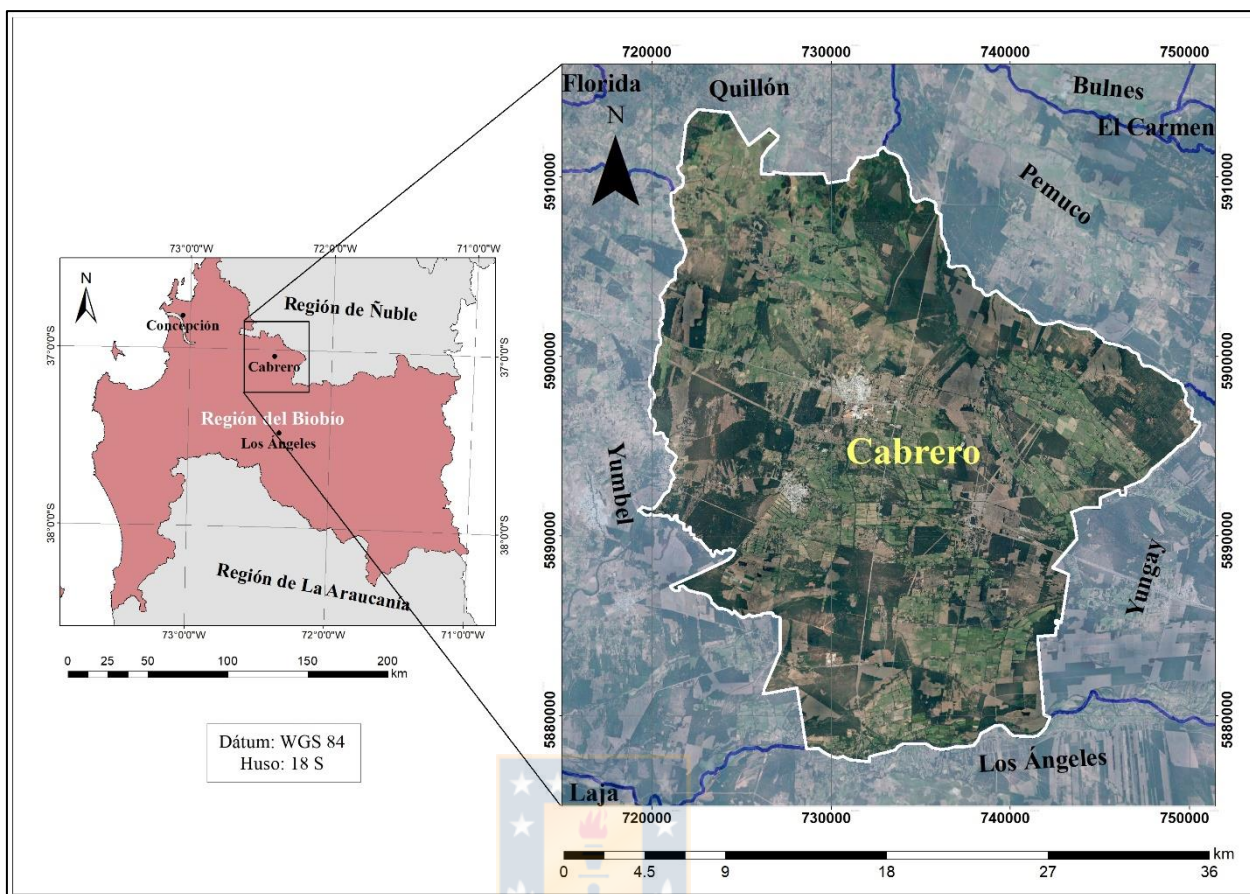 N
73°0'0"W
72°0'0"W
71°0'0"W
37°0'0"S
37°0'0"S
38°0'0"S
38°0'0"S
Región de Ñuble
Concepción
Cabrero
Región del Biobío
Los Ángeles
Región de La Araucanía
73°0'0"W
72°0'0"W
71°0'0"W
0 25 50 100 150 200
km
Dátum: WGS 84
Huso: 18 S
720000 730000 740000 750000
5910000
5900000
5890000
5880000
5910000
5900000
5890000
5880000
Florida
Quillón
Bulnes
El Carmen
N
Pemuco
Cabrero
Yumbel
Yungay
Los Ángeles
Laja
720000 730000 740000 750000
km
0 4.5 9 18 27 36